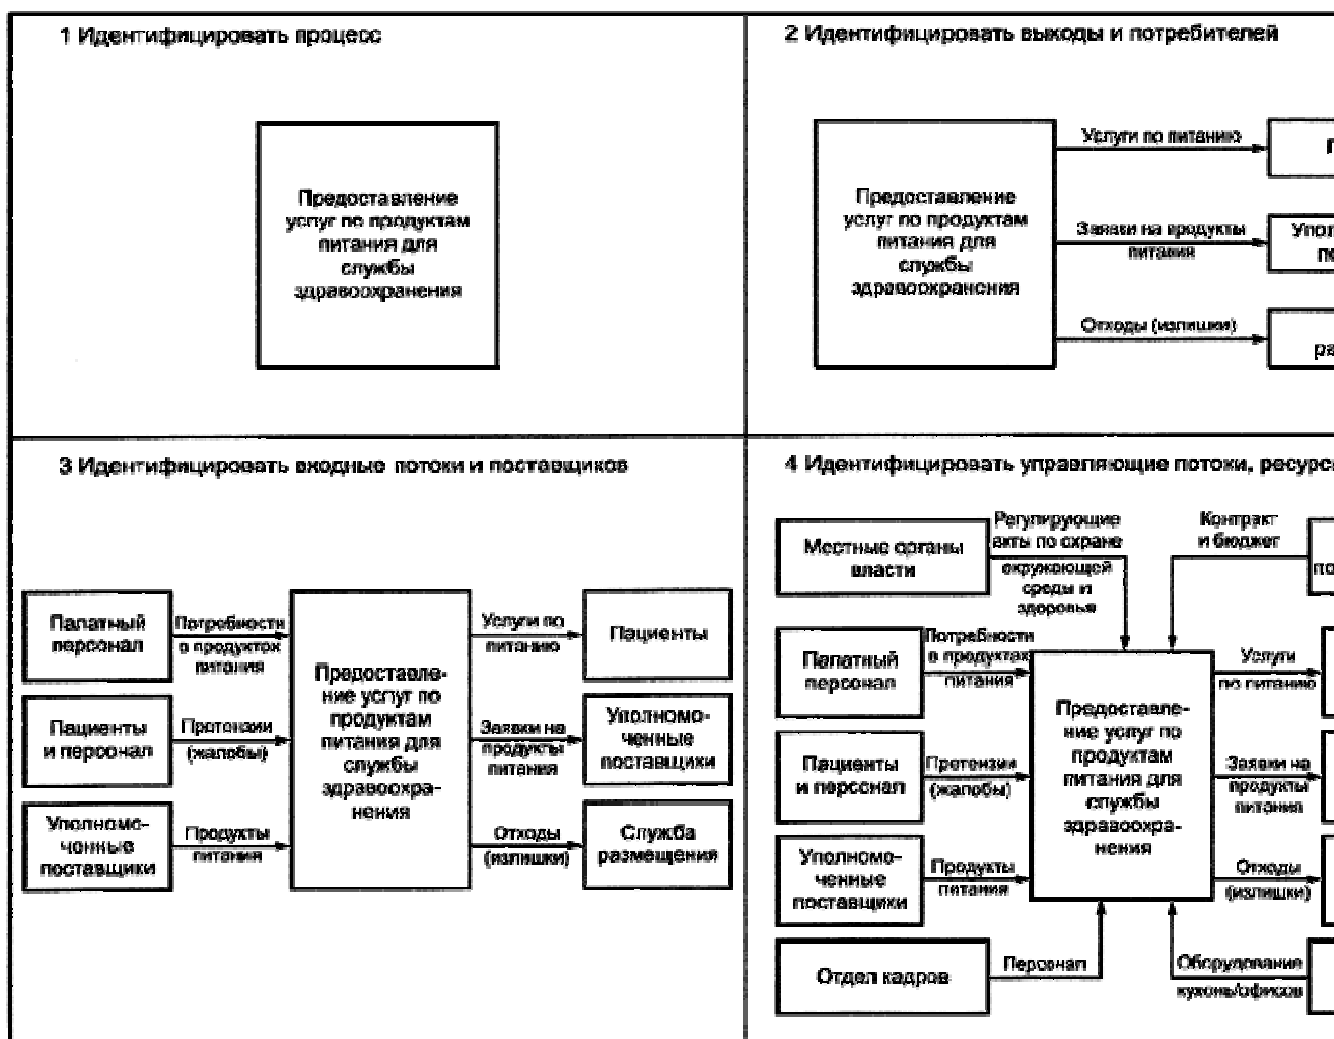 1 Идентифицировать процесс
Предоставление
услуг по продуктам
питания для
службы
здравоохранения
2 Идентифицировать выходы и потребителей
Предоставление
услуг по продуктам
питания для
службы
здравоохранения
Услуги по питанию
Заявки на продукты
питания
Отходы (излишки)
3 Идентифицировать входные потоки и поставщиков
Палатный
персонал
Потребности
в продуктах
питания
Пациенты
и персонал
Претензии
(жалобы)
Уполномо-
ченные
поставщики
Продукты
питания
Предоставле-
ние услуг по
продуктам
питания для
службы
здравоохра-
нения
Услуги по
питанию
Пациенты
Заявки на
продукты
питания
Уполномо-
ченные
поставщики
Отходы
(излишки)
Служба
размещения
4 Идентифицировать управляющие потоки,
Местные органы
власти
Регулирующие
акты по охране
окружающей
среды и
здоровья
Контракт
и бюджет
Палатный
персонал
Потребности
в продуктах
питания
Пациенты
и персонал
Претензии
(жалобы)
Уполномо-
ченные
поставщики
Продукты
питания
Отдел кадров
Персонал
Предоставле-
ние услуг по
продуктам
питания для
службы
здравоохра-
нения
Услуги
по питанию
Заявки на
продукты
питания
Отходы
(излишки)
Оборудование
кухонь/офисов